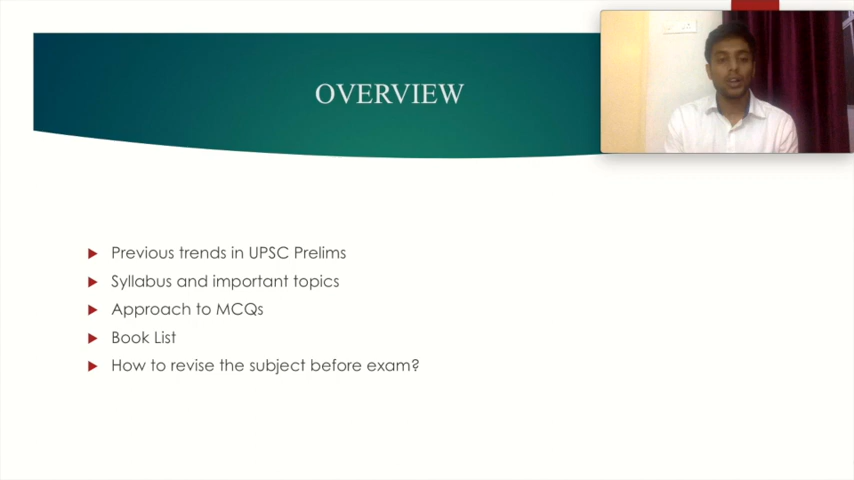 OVERVIEW
Previous trends in UPSC Prelims
Syllabus and important topics
Approach to MCQs
Book List
How to revise the subject before exam?